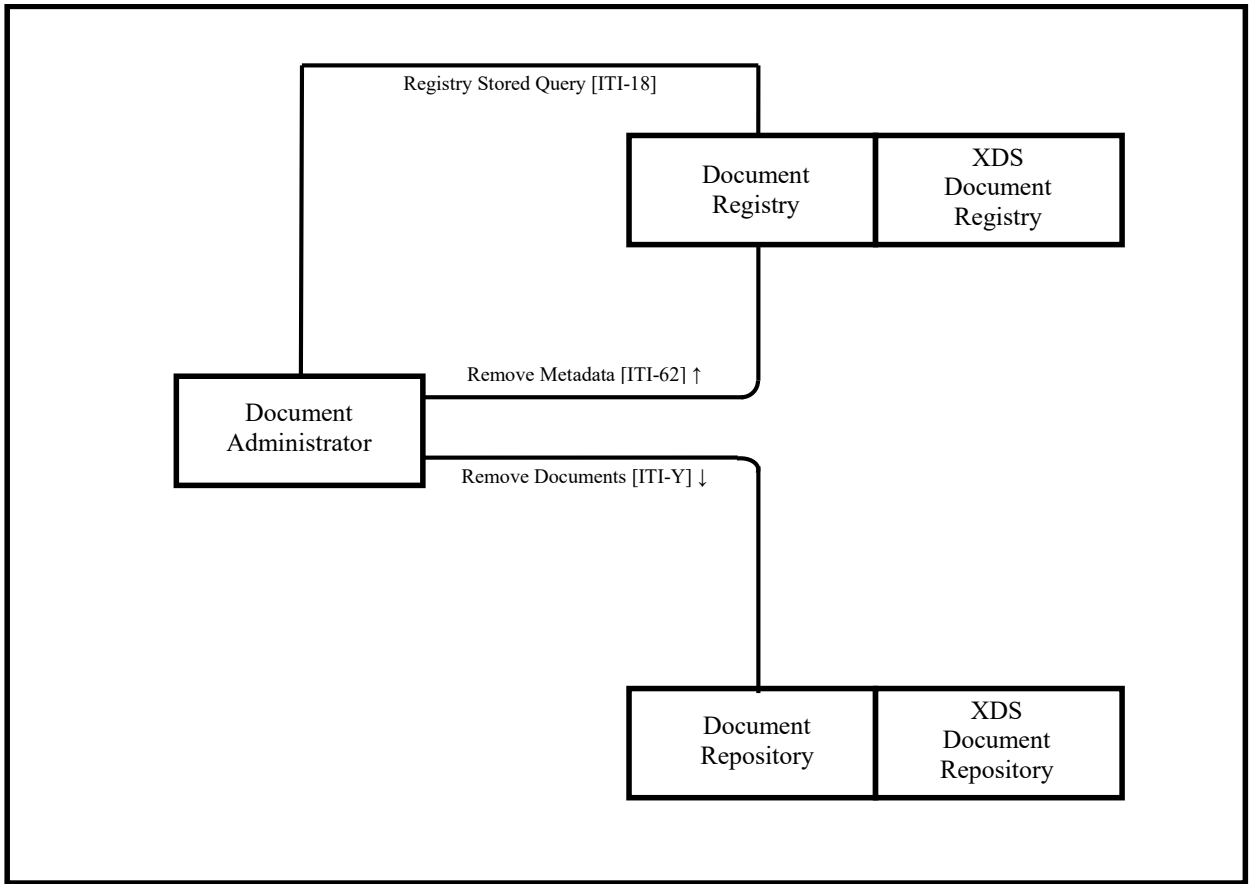 Registry Stored Query [ITI-18]
Document
Registry
XDS
Document
Registry
Remove Metadata [ITI-62] ↑
Document
Administrator
Remove Documents [ITI-Y] ↓
Document
Repository
XDS
Document
Repository